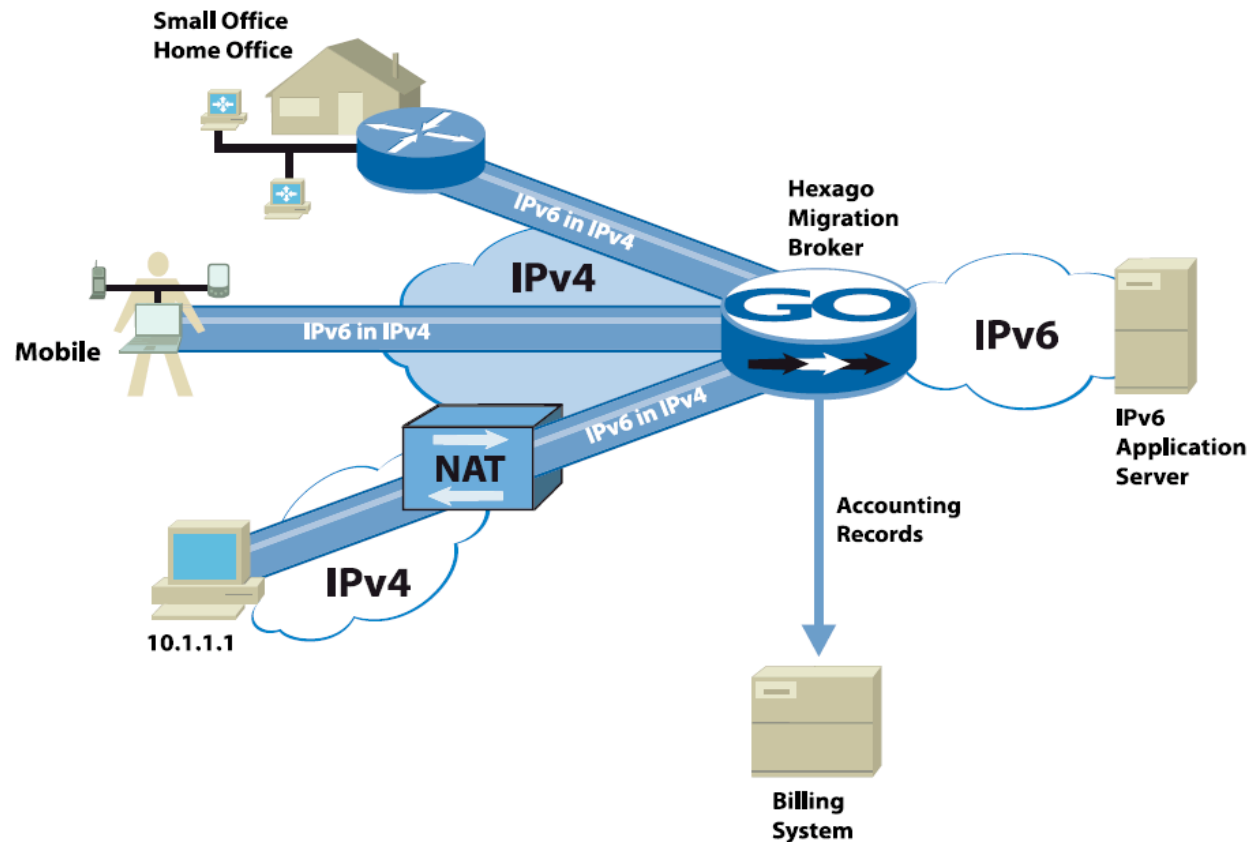 Small Office
Home Office
IPv6 in IPv4
Hexago
Migration
Broker
IPv4
GO
IPv6
IPv6 in IPv4
Mobile
IPv6 in IPv4
NAT
IPv6
Application
Server
Accounting
Records
IPv4
10.1.1.1
Billing
System